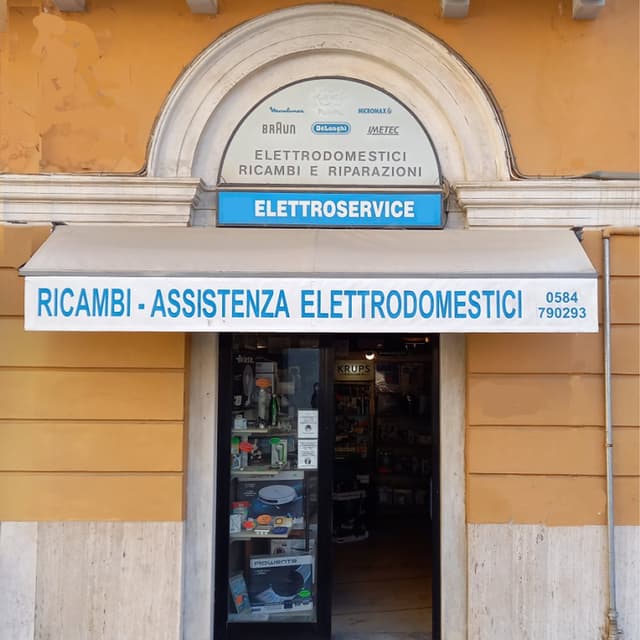 Moulinex MICROMAX
BRAUN DeLonghi IMETEC
ELETTRODOMESTICI
RICAMBI E RIPARAZIONI
ELETTROSERVICE
RICAMBI - ASSISTENZA ELETTRODOMESTICI 0584
790293
KRUPS
ROWENTA